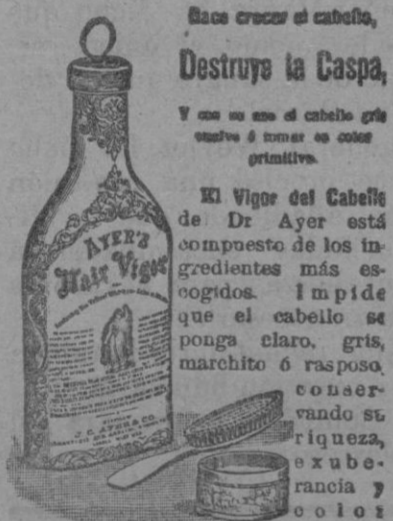 Hace crecer el cabello,
Destruye la Caspa,
Y con su uso el cabello gris
vuelve á tomar su color
primitivo.
El Vigor del Cabello
de Dr Ayer está
compuesto de los in-
gredientes más es-
cogidos. Impide
que el cabello se
ponga claro, gris,
marchito ó rasposo,
conser-
vando su
riqueza,
exube-
rancia y
color
AYER'S
Hair Vigor
J. C. AYER & CO.